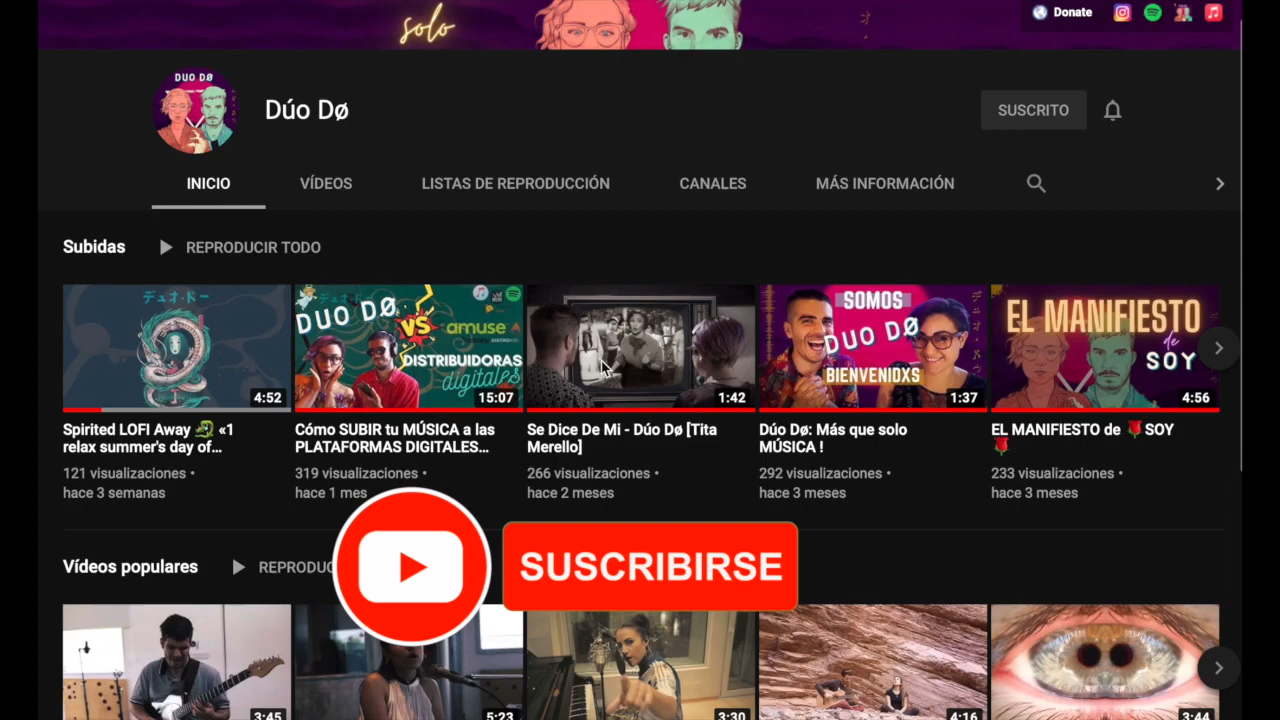 solo
Donate
DUO DØ
Dúo Dø
SUSCRITO
INICIO
VÍDEOS
LISTAS DE REPRODUCCIÓN
CANALES
MÁS INFORMACIÓN
Subidas
REPRODUCIR TODO
デュオ・ドー
4:52
DUO DØ
VS
amuse
DISTRIBUIDORAS
digitales
15:07
1:42
SOMOS
DUO DØ
BIENVENIDXS
1:37
EL MANIFIESTO
de
SOY
4:56
Spirited LOFI Away 🐉 «1
relax summer's day of...
121 visualizaciones •
hace 3 semanas
Cómo SUBIR tu MÚSICA a las
PLATAFORMAS DIGITALES...
319 visualizaciones •
hace 1 mes
Se Dice De Mi - Dúo Dø [Tita
Merello]
266 visualizaciones •
hace 2 meses
Dúo Dø: Más que solo
MÚSICA !
292 visualizaciones •
hace 3 meses
EL MANIFIESTO de 🌹SOY
🌹
233 visualizaciones •
hace 3 meses
Vídeos populares
REPRODUC
SUSCRIBIRSE
3:45
5:23
3:30
4:16
3:44